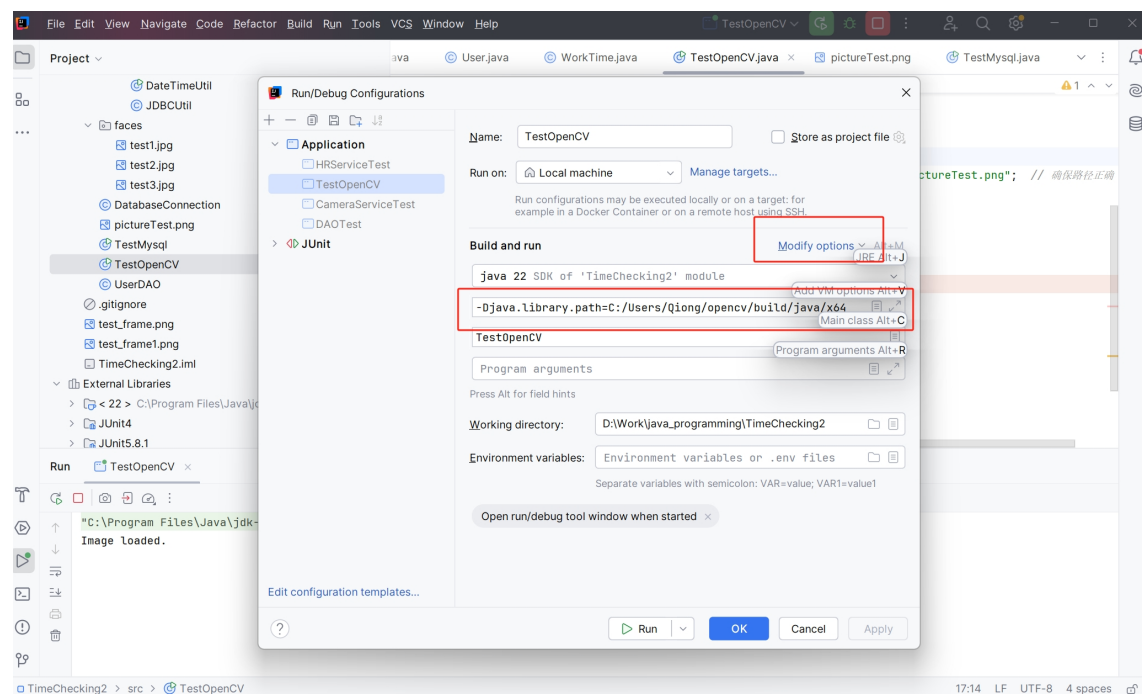 File Edit View Navigate Code Refactor Build Run Tools VCS Window Help
TestOpenCV
Project
ava User.java WorkTime.java TestOpenCV.java pictureTest.png TestMysql.java
DateTimeUtil
JDBCUtil
faces
test1.jpg
test2.jpg
test3.jpg
DatabaseConnection
pictureTest.png
TestMysql
TestOpenCV
UserDAO
.gitignore
test_frame.png
test_frame1.png
TimeChecking2.iml
External Libraries
< 22 > C:\Program Files\Java\jd
JUnit4
JUnit5.8.1
1
ctureTest.png"; // 确保路径正确
Run/Debug Configurations
Application
HRServiceTest
TestOpenCV
CameraServiceTest
DAOTest
JUnit
Edit configuration templates...
Name: TestOpenCV
Store as project file
Run on: Local machine Manage targets...
Run configurations may be executed locally or on a target: for
example in a Docker Container or on a remote host using SSH.
Build and run
Modify options Alt+M
JRE Alt+J
java 22 SDK of 'TimeChecking2' module
Add VM options Alt+V
-Djava.library.path=C:/Users/Qiong/opencv/build/java/x64
Main class Alt+C
TestOpenCV
Program arguments Alt+R
Program arguments
Press Alt for field hints
Working directory: D:\Work\java_programming\TimeChecking2
Environment variables: Environment variables or .env files
Separate variables with semicolon: VAR=value; VAR1=value1
Open run/debug tool window when started
?
Run
OK
Cancel
Apply
Run TestOpenCV
"C:\Program Files\Java\jdk-
Image loaded.
TimeChecking2 > src > TestOpenCV
17:14 LF UTF-8 4 spaces